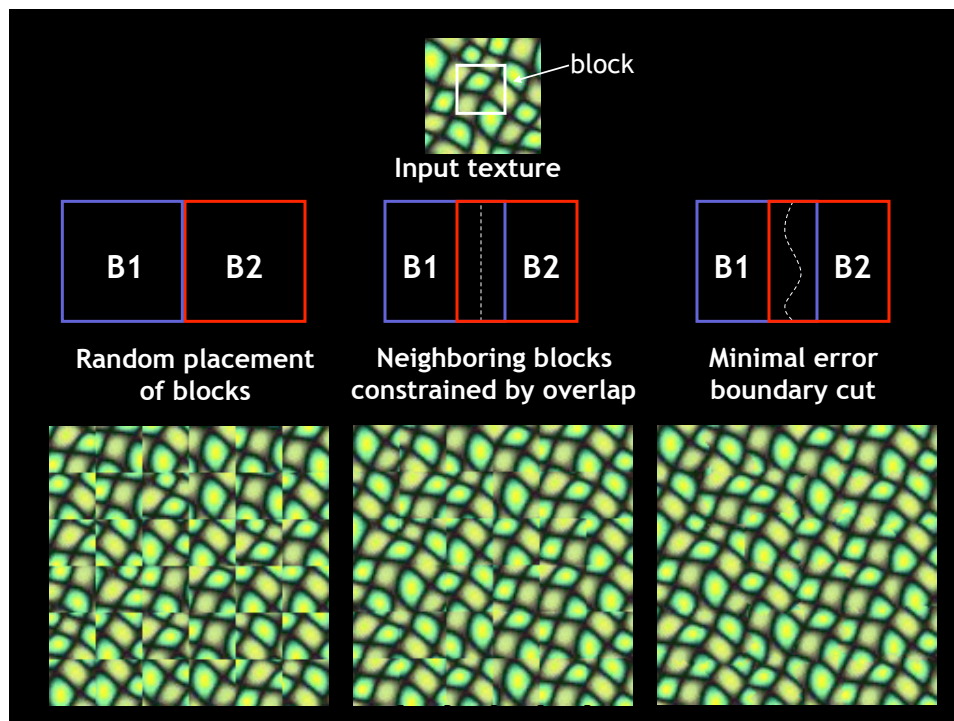 block
Input texture
B1
B2
B1
B2
B1
B2
Random placement
of blocks
Neighboring blocks
constrained by overlap
Minimal error
boundary cut